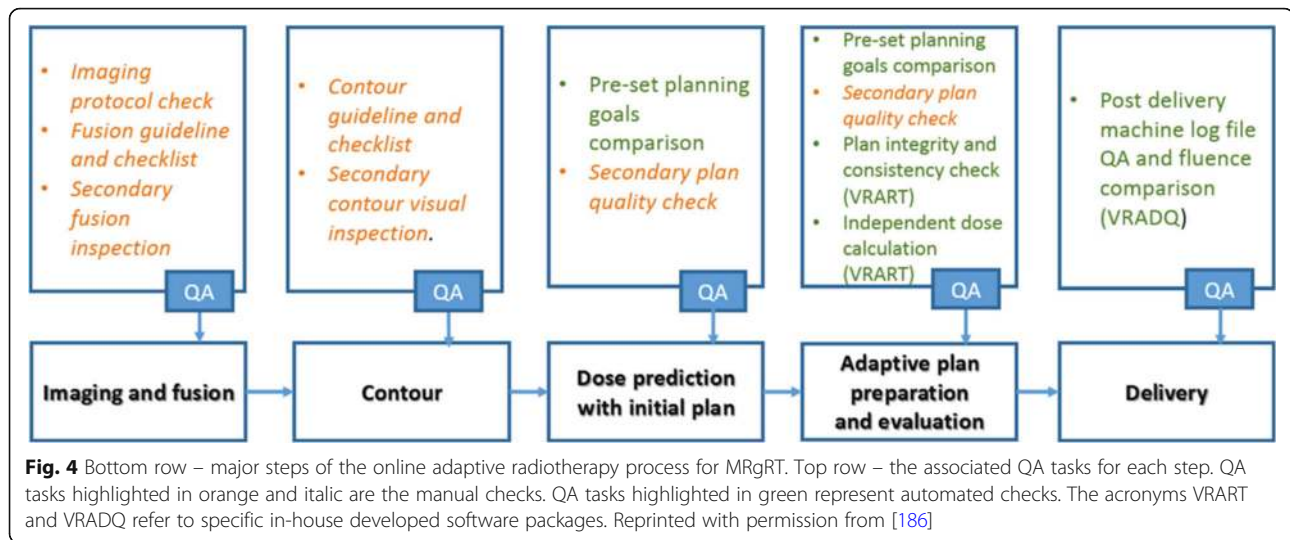 • Imaging protocol check
• Fusion guideline and checklist
• Secondary fusion inspection
QA
• Contour guideline and checklist
• Secondary contour visual inspection.
QA
• Pre-set planning goals comparison
• Secondary plan quality check
QA
• Pre-set planning goals comparison
• Secondary plan quality check
• Plan integrity and consistency check (VRART)
• Independent dose calculation (VRART)
QA
• Post delivery machine log file QA and fluence comparison (VRADQ)
QA
Imaging and fusion
Contour
Dose prediction with initial plan
Adaptive plan preparation and evaluation
Delivery
Fig. 4 Bottom row – major steps of the online adaptive radiotherapy process for MRgRT. Top row – the associated QA tasks for each step. QA
tasks highlighted in orange and italic are the manual checks. QA tasks highlighted in green represent automated checks. The acronyms VRART
and VRADQ refer to specific in-house developed software packages. Reprinted with permission from [186]